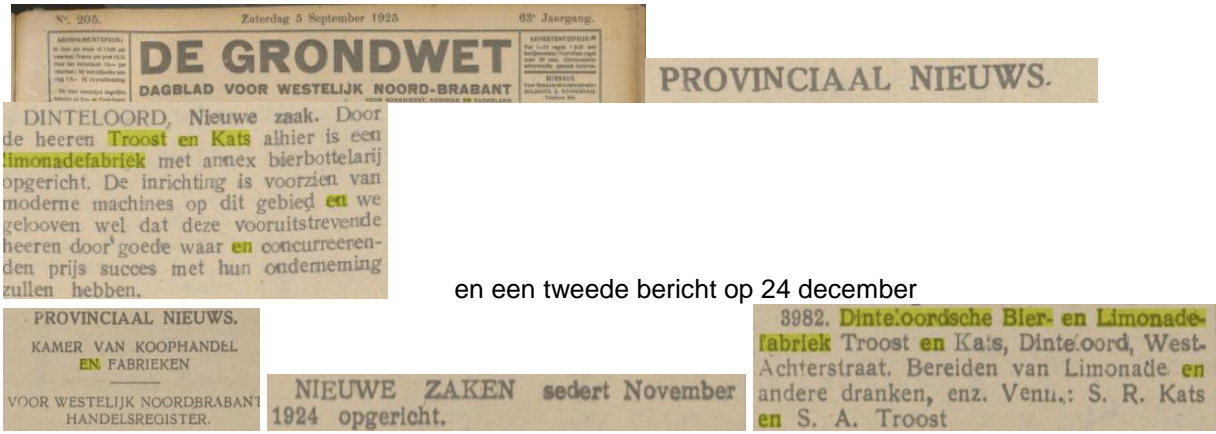 Nº. 205. Zaterdag 5 September 1925 63e Jaargang.
DE GRONDWET
DAGBLAD VOOR WESTELIJK NOORD-BRABANT
PROVINCIAAL NIEUWS.
DINTELOORD, Nieuwe zaak. Door
de heeren Troost en Kats alhier is een
limonadefabriek met annex bierbottelarij
opgericht. De inrichting is voorzien van
moderne machines op dit gebied en we
gelooven wel dat deze vooruitstrevende
heeren door goede waar en concurreeren-
den prijs succes met hun onderneming
zullen hebben.
en een tweede bericht op 24 december
PROVINCIAAL NIEUWS.
KAMER VAN KOOPHANDEL
EN FABRIEKEN
VOOR WESTELIJK NOORDBRABANT
HANDELSREGISTER.
NIEUWE ZAKEN sedert November
1924 opgericht.
3982. Dinteloordsche Bier- en Limonade-
fabriek Troost en Kats, Dinteloord, West-
Achterstraat. Bereiden van Limonade en
andere dranken, enz. Venn.: S. R. Kats
en S. A. Troost